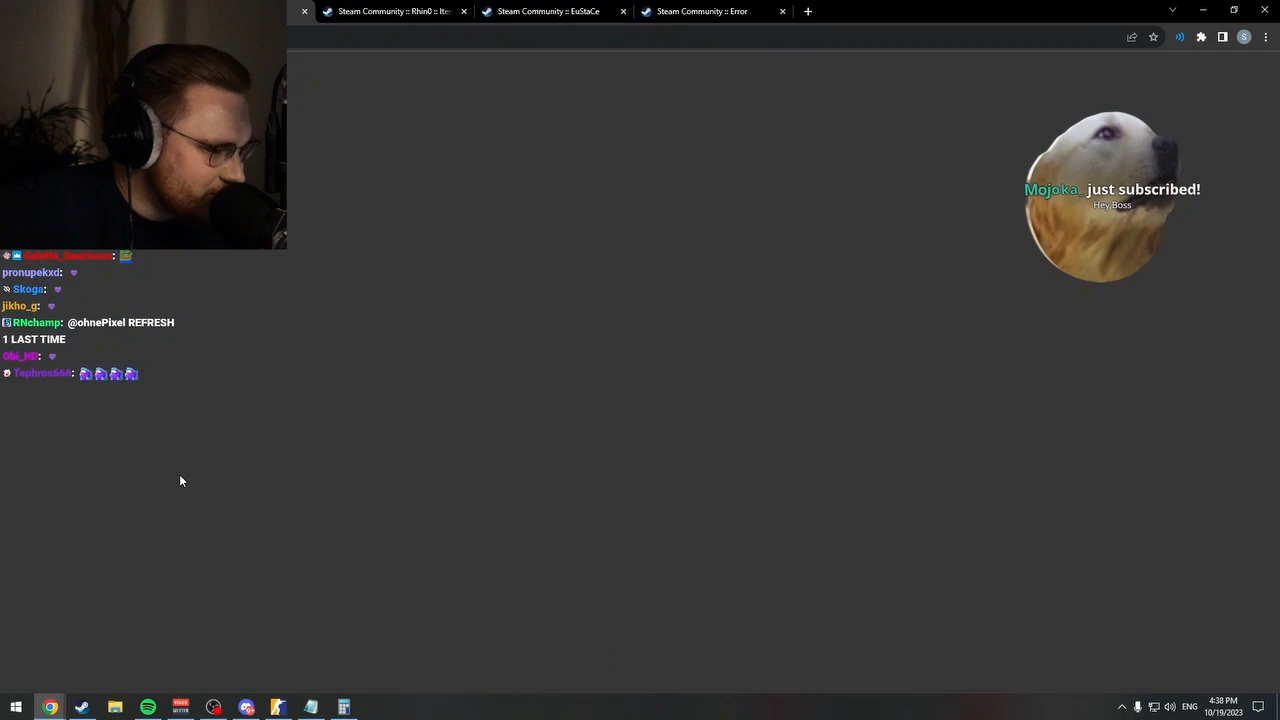 Steam Community :: Rhin0 :: Ite
Steam Community :: EuStaCe
Steam Community :: Error
S
Mojoka_ just subscribed!
Hey Boss
pronupekxd:
Skoga:
jikho_g:
RNchamp: @ohnePixel REFRESH
1 LAST TIME
Obi_HD:
Tephros666:
ENG
4:38 PM
10/19/2023